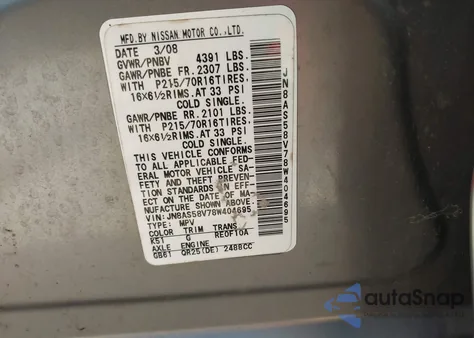 MFD.BY NISSAN MOTOR CO.,LTD.
DATE 3/08
GVWR/PNBV 4391 LBS.
GAWR/PNBE FR. 2307 LBS.
WITH P215/70R16TIRES.
16X6½RIMS.AT 33 PSI
COLD SINGLE.
GAWR/PNBE RR. 2101 LBS.
WITH P215/70R16TIRES.
16X6½RIMS.AT 33 PSI
COLD SINGLE.
THIS VEHICLE CONFORMS
TO ALL APPLICABLE FED-
ERAL MOTOR VEHICLE SA-
FETY AND THEFT PREVEN-
TION STANDARDS IN EFF-
ECT ON THE DATE OF MA-
NUFACTURE SHOWN ABOVE.
JN8AS58V78W404695
TYPE: MPV
COLOR TRIM TRANS
K51 G RE0F10A
AXLE ENGINE
GB61 QR25(DE) 2488CC
JN8AS58V78W404695
autoSnap